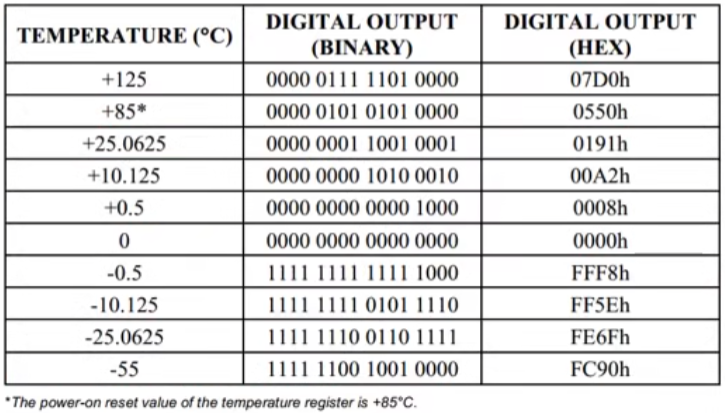 TEMPERATURE (°C) DIGITAL OUTPUT (BINARY) DIGITAL OUTPUT (HEX)
+125 0000 0111 1101 0000 07D0h
+85* 0000 0101 0101 0000 0550h
+25.0625 0000 0001 1001 0001 0191h
+10.125 0000 0000 1010 0010 00A2h
+0.5 0000 0000 0000 1000 0008h
0 0000 0000 0000 0000 0000h
-0.5 1111 1111 1111 1000 FFF8h
-10.125 1111 1111 0101 1110 FF5Eh
-25.0625 1111 1110 0110 1111 FE6Fh
-55 1111 1100 1001 0000 FC90h
*The power-on reset value of the temperature register is +85°C.